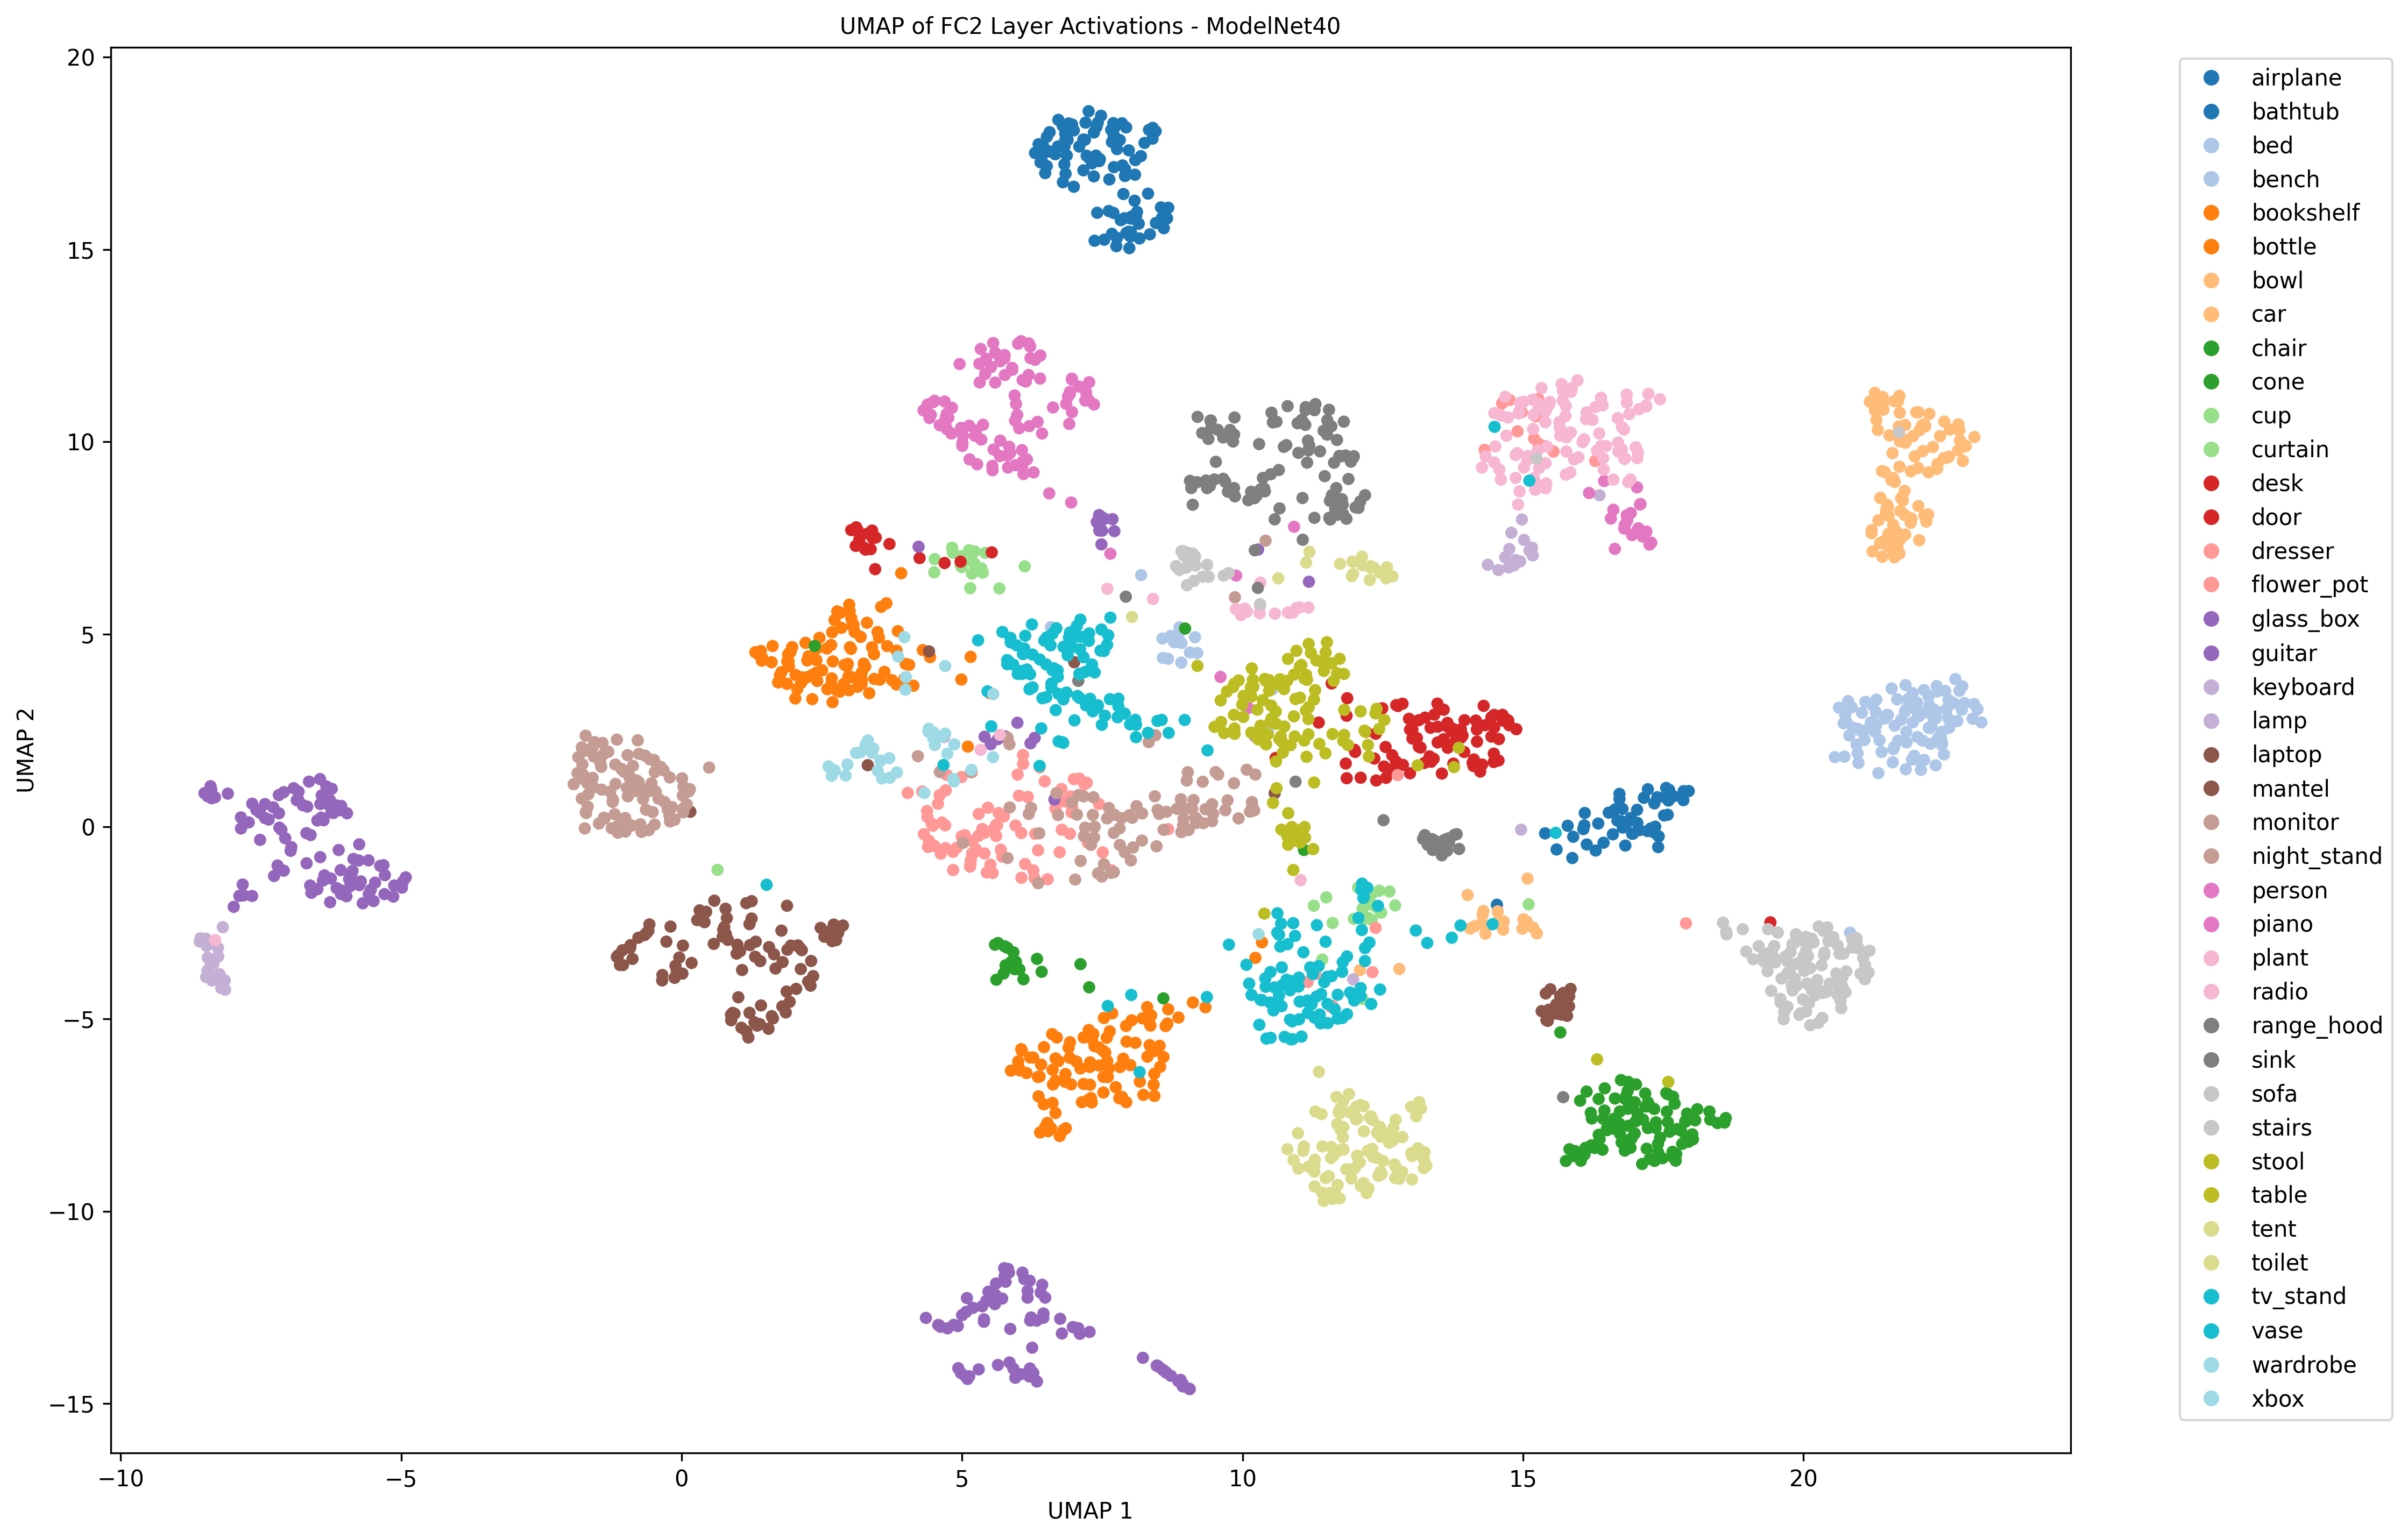 UMAP of FC2 Layer Activations - ModelNet40
20
15
10
5
0
−5
−10
−15
UMAP 2
−10
−5
0
5
10
15
20
UMAP 1
airplane
bathtub
bed
bench
bookshelf
bottle
bowl
car
chair
cone
cup
curtain
desk
door
dresser
flower_pot
glass_box
guitar
keyboard
lamp
laptop
mantel
monitor
night_stand
person
piano
plant
radio
range_hood
sink
sofa
stairs
stool
table
tent
toilet
tv_stand
vase
wardrobe
xbox